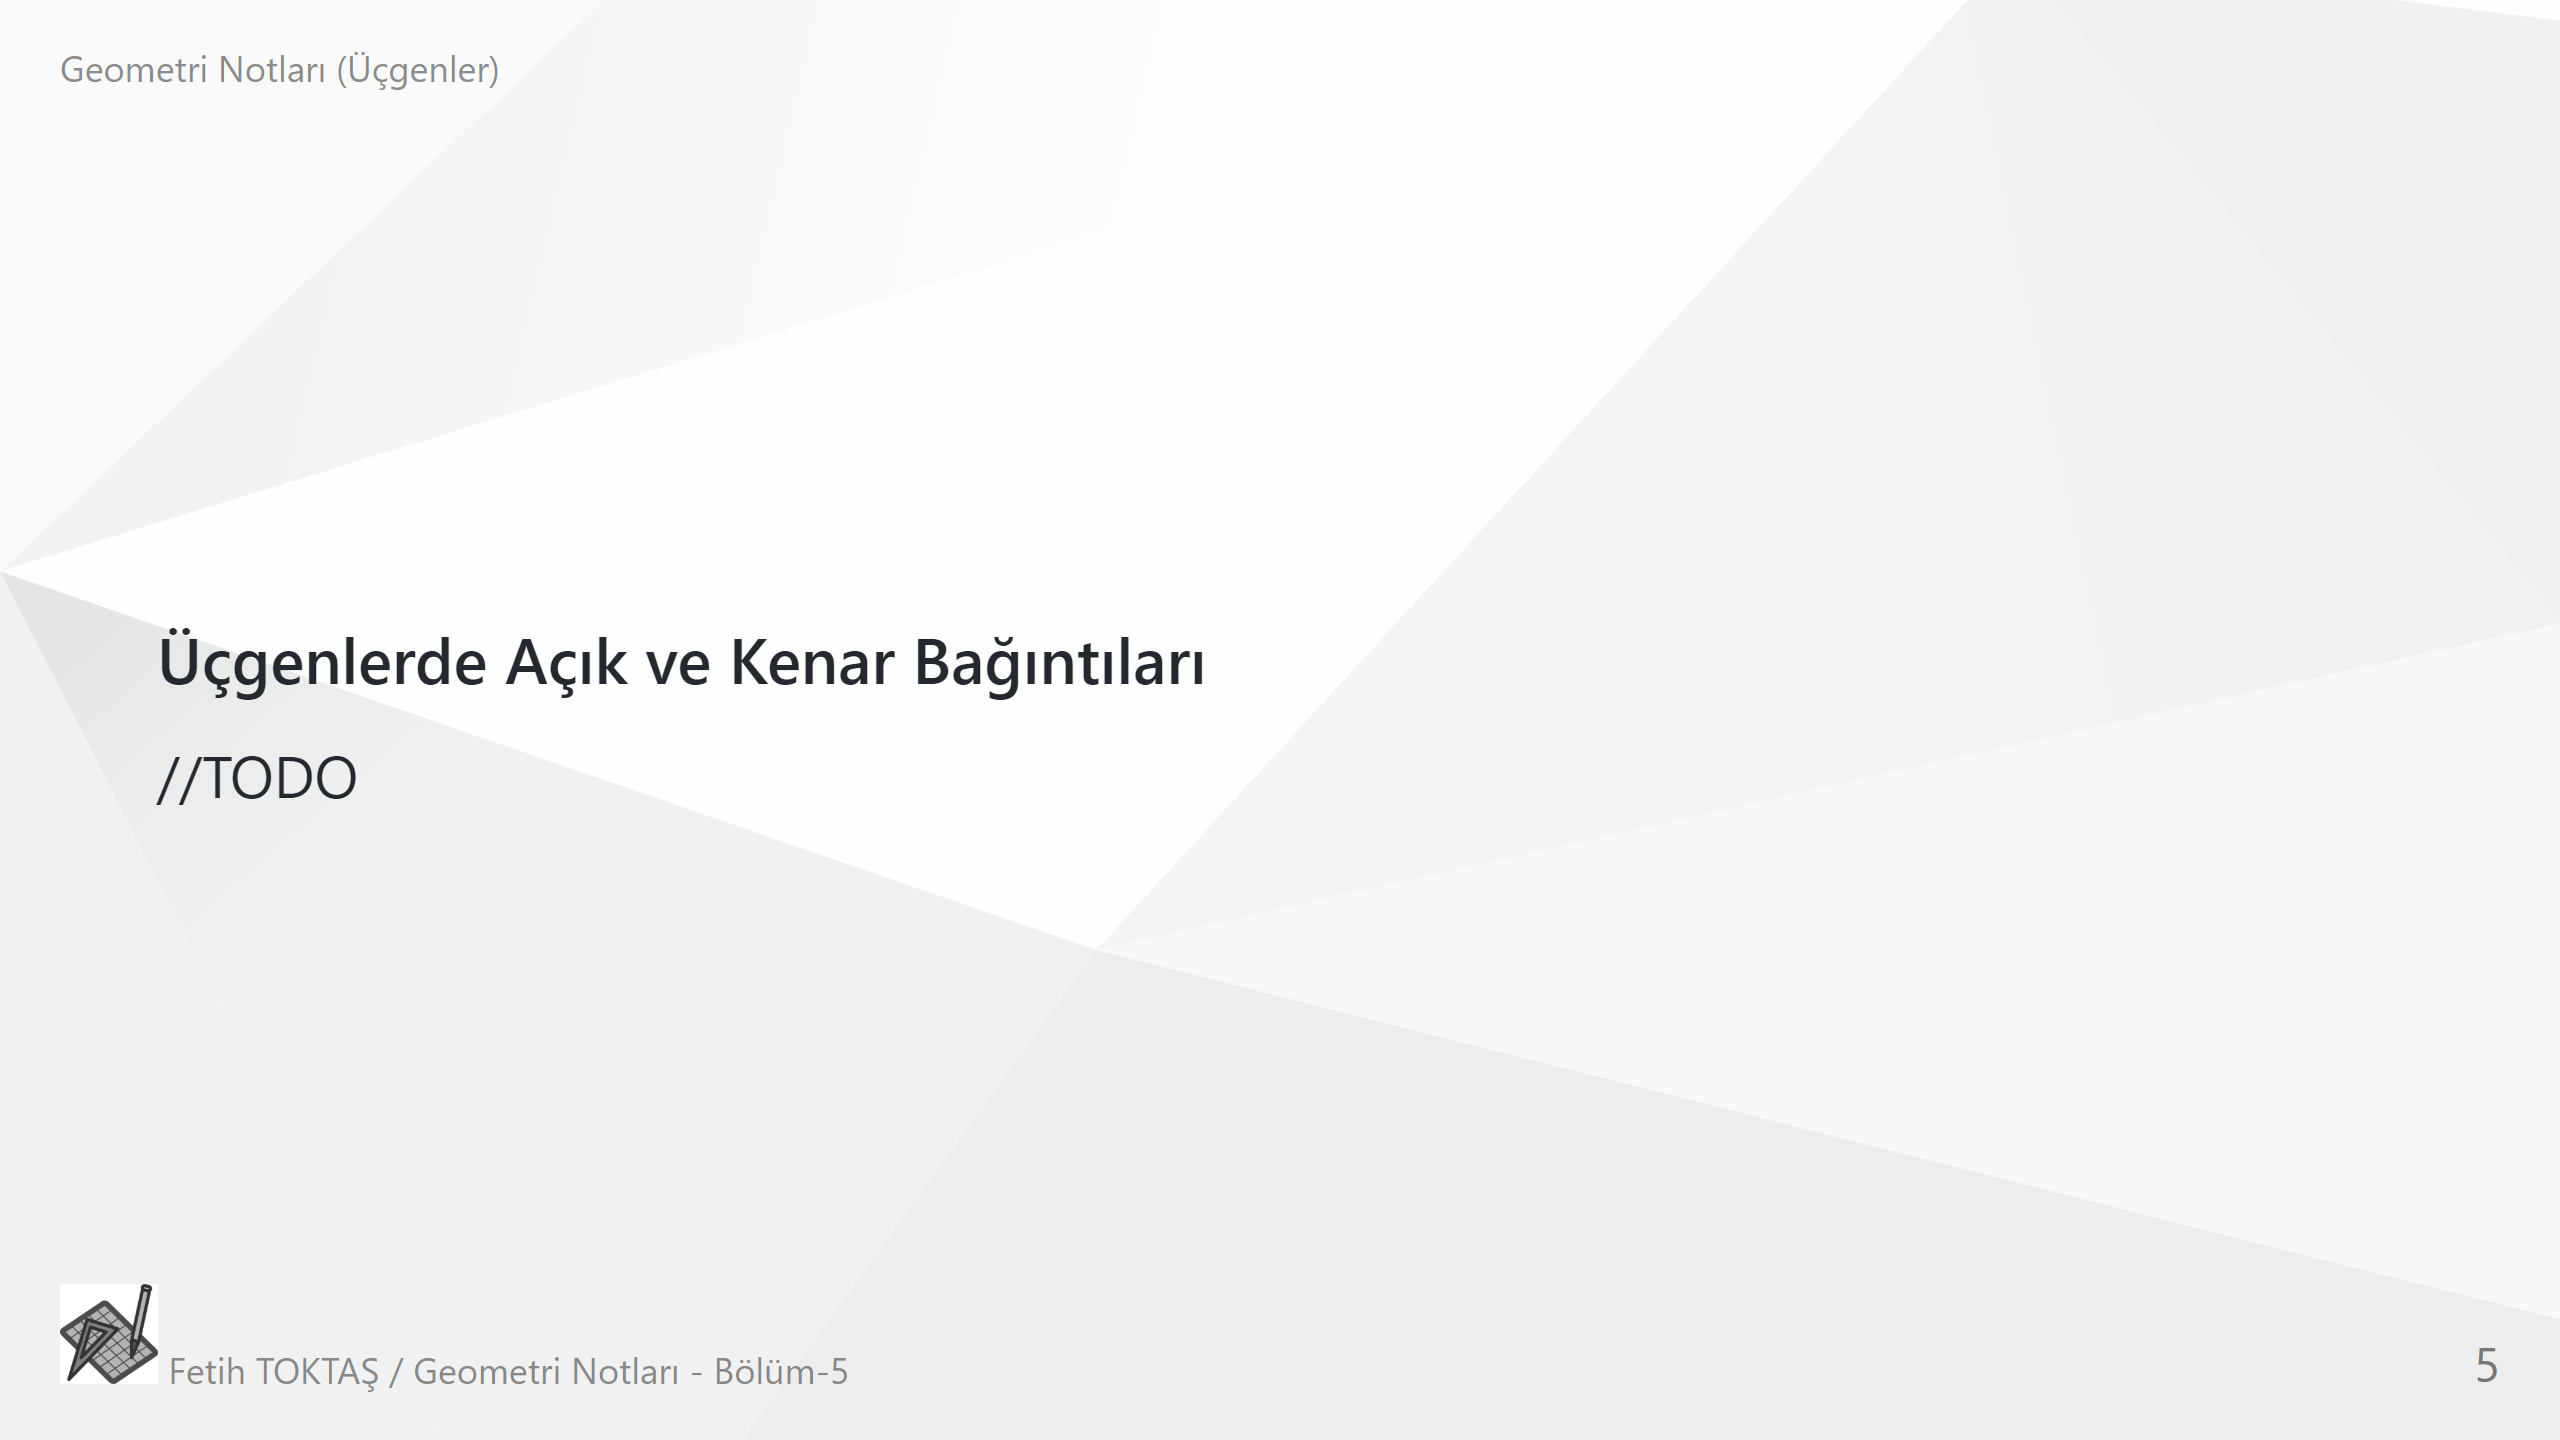 Geometri Notları (Üçgenler)
Üçgenlerde Açık ve Kenar Bağıntıları
//TODO
Fetih TOKTAŞ / Geometri Notları - Bölüm-5
5